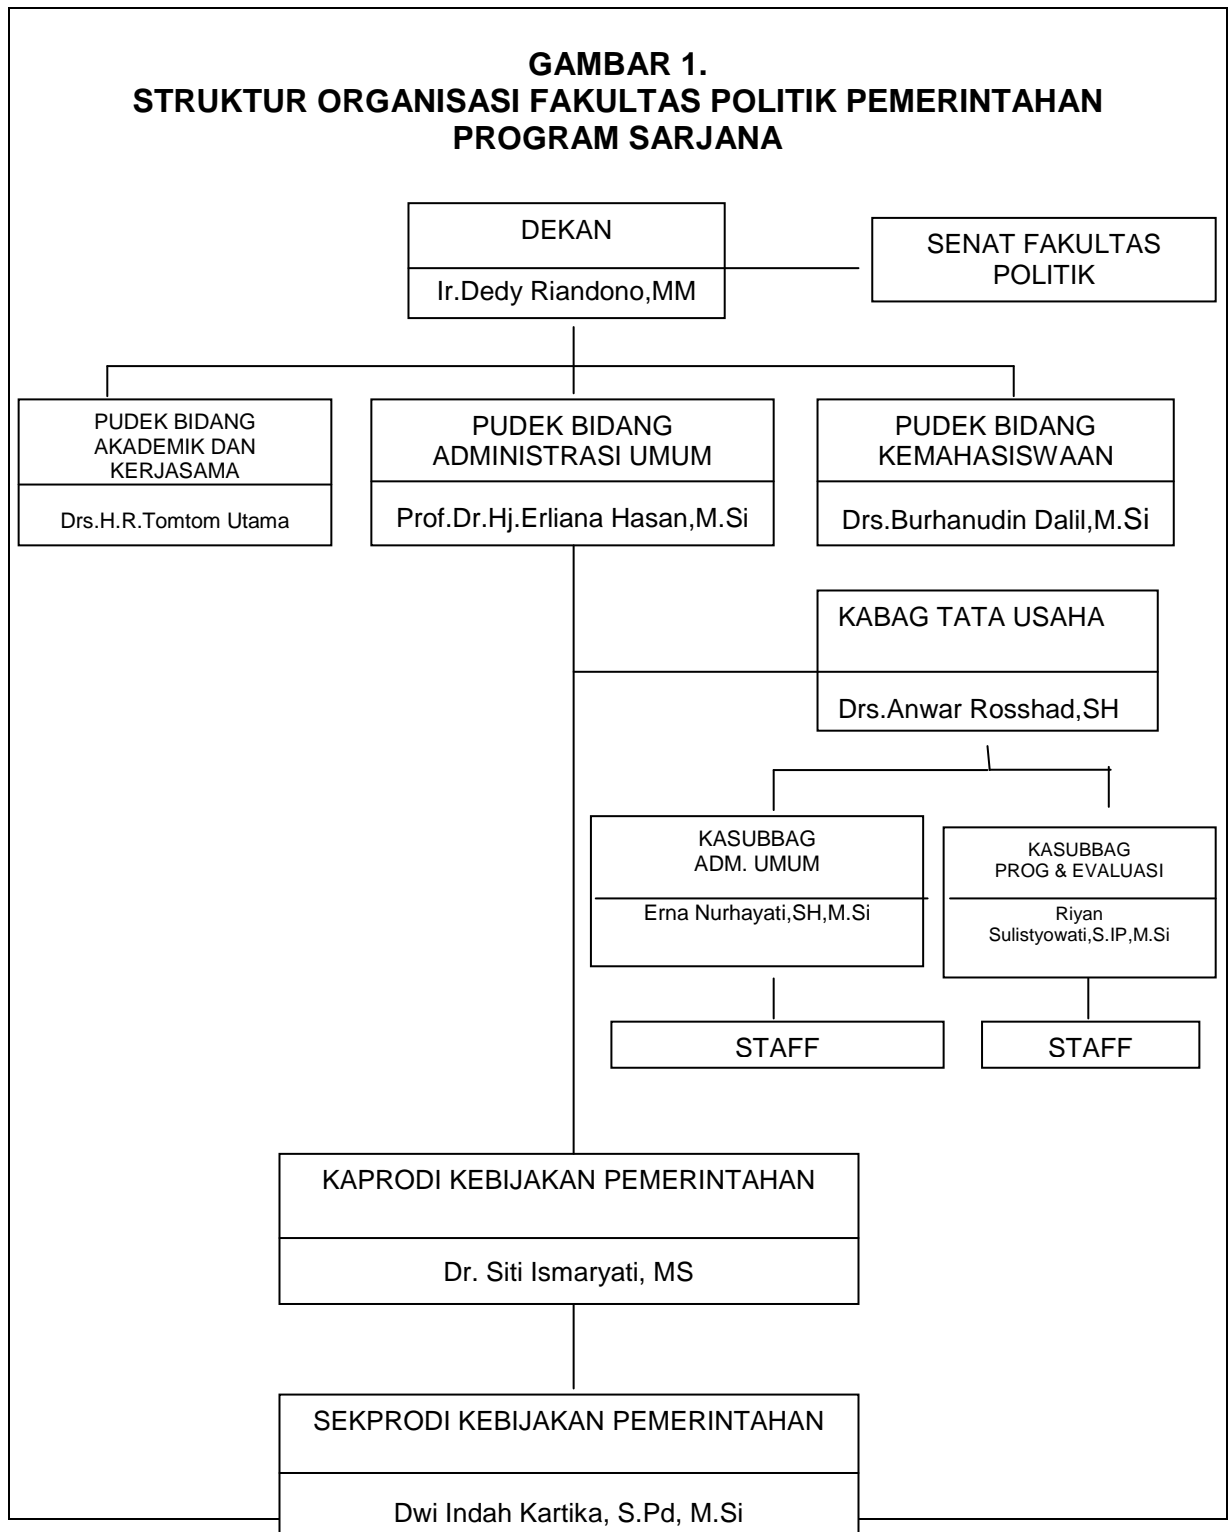 GAMBAR 1.
STRUKTUR ORGANISASI FAKULTAS POLITIK PEMERINTAHAN
PROGRAM SARJANA
DEKAN
Ir.Dedy Riandono,MM
SENAT FAKULTAS
POLITIK
PUDEK BIDANG
AKADEMIK DAN
KERJASAMA
Drs.H.R.Tomtom Utama
PUDEK BIDANG
ADMINISTRASI UMUM
Prof.Dr.Hj.Erliana Hasan,M.Si
PUDEK BIDANG
KEMAHASISWAAN
Drs.Burhanudin Dalil,M.Si
KABAG TATA USAHA
Drs.Anwar Rosshad,SH
KASUBBAG
ADM. UMUM
Erna Nurhayati,SH,M.Si
KASUBBAG
PROG & EVALUASI
Riyan
Sulistyowati,S.IP,M.Si
STAFF
STAFF
KAPRODI KEBIJAKAN PEMERINTAHAN
Dr. Siti Ismaryati, MS
SEKPRODI KEBIJAKAN PEMERINTAHAN
Dwi Indah Kartika, S.Pd, M.Si